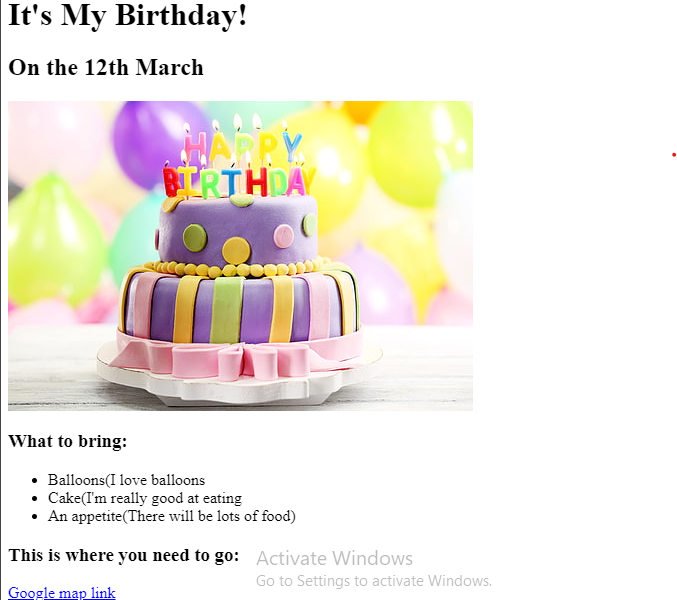 It's My Birthday!
On the 12th March
HAPPY
BIRTHDAY
What to bring:
Balloons(I love balloons
Cake(I'm really good at eating
An appetite(There will be lots of food)
This is where you need to go:
Activate Windows
Go to Settings to activate Windows.
Google map link